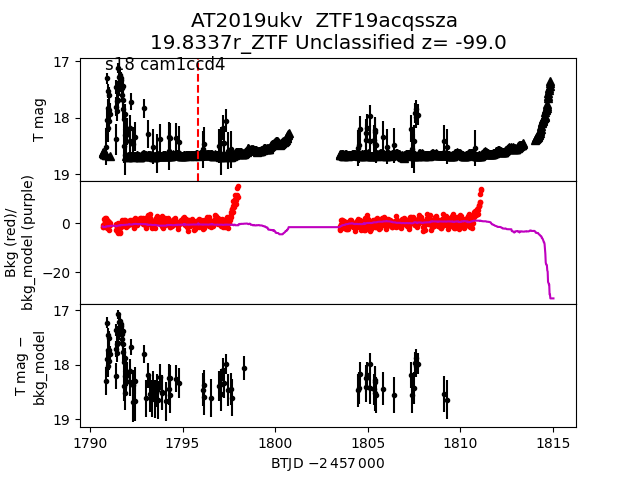 AT2019ukv  ZTF19acqssza
19.8337r_ZTF Unclassified z= -99.0
s18 cam1ccd4
17
18
19
T mag
0
−20
Bkg (red)/
bkg_model (purple)
17
18
19
T mag −
bkg_model
1790
1795
1800
1805
1810
1815
BTJD −2 457 000